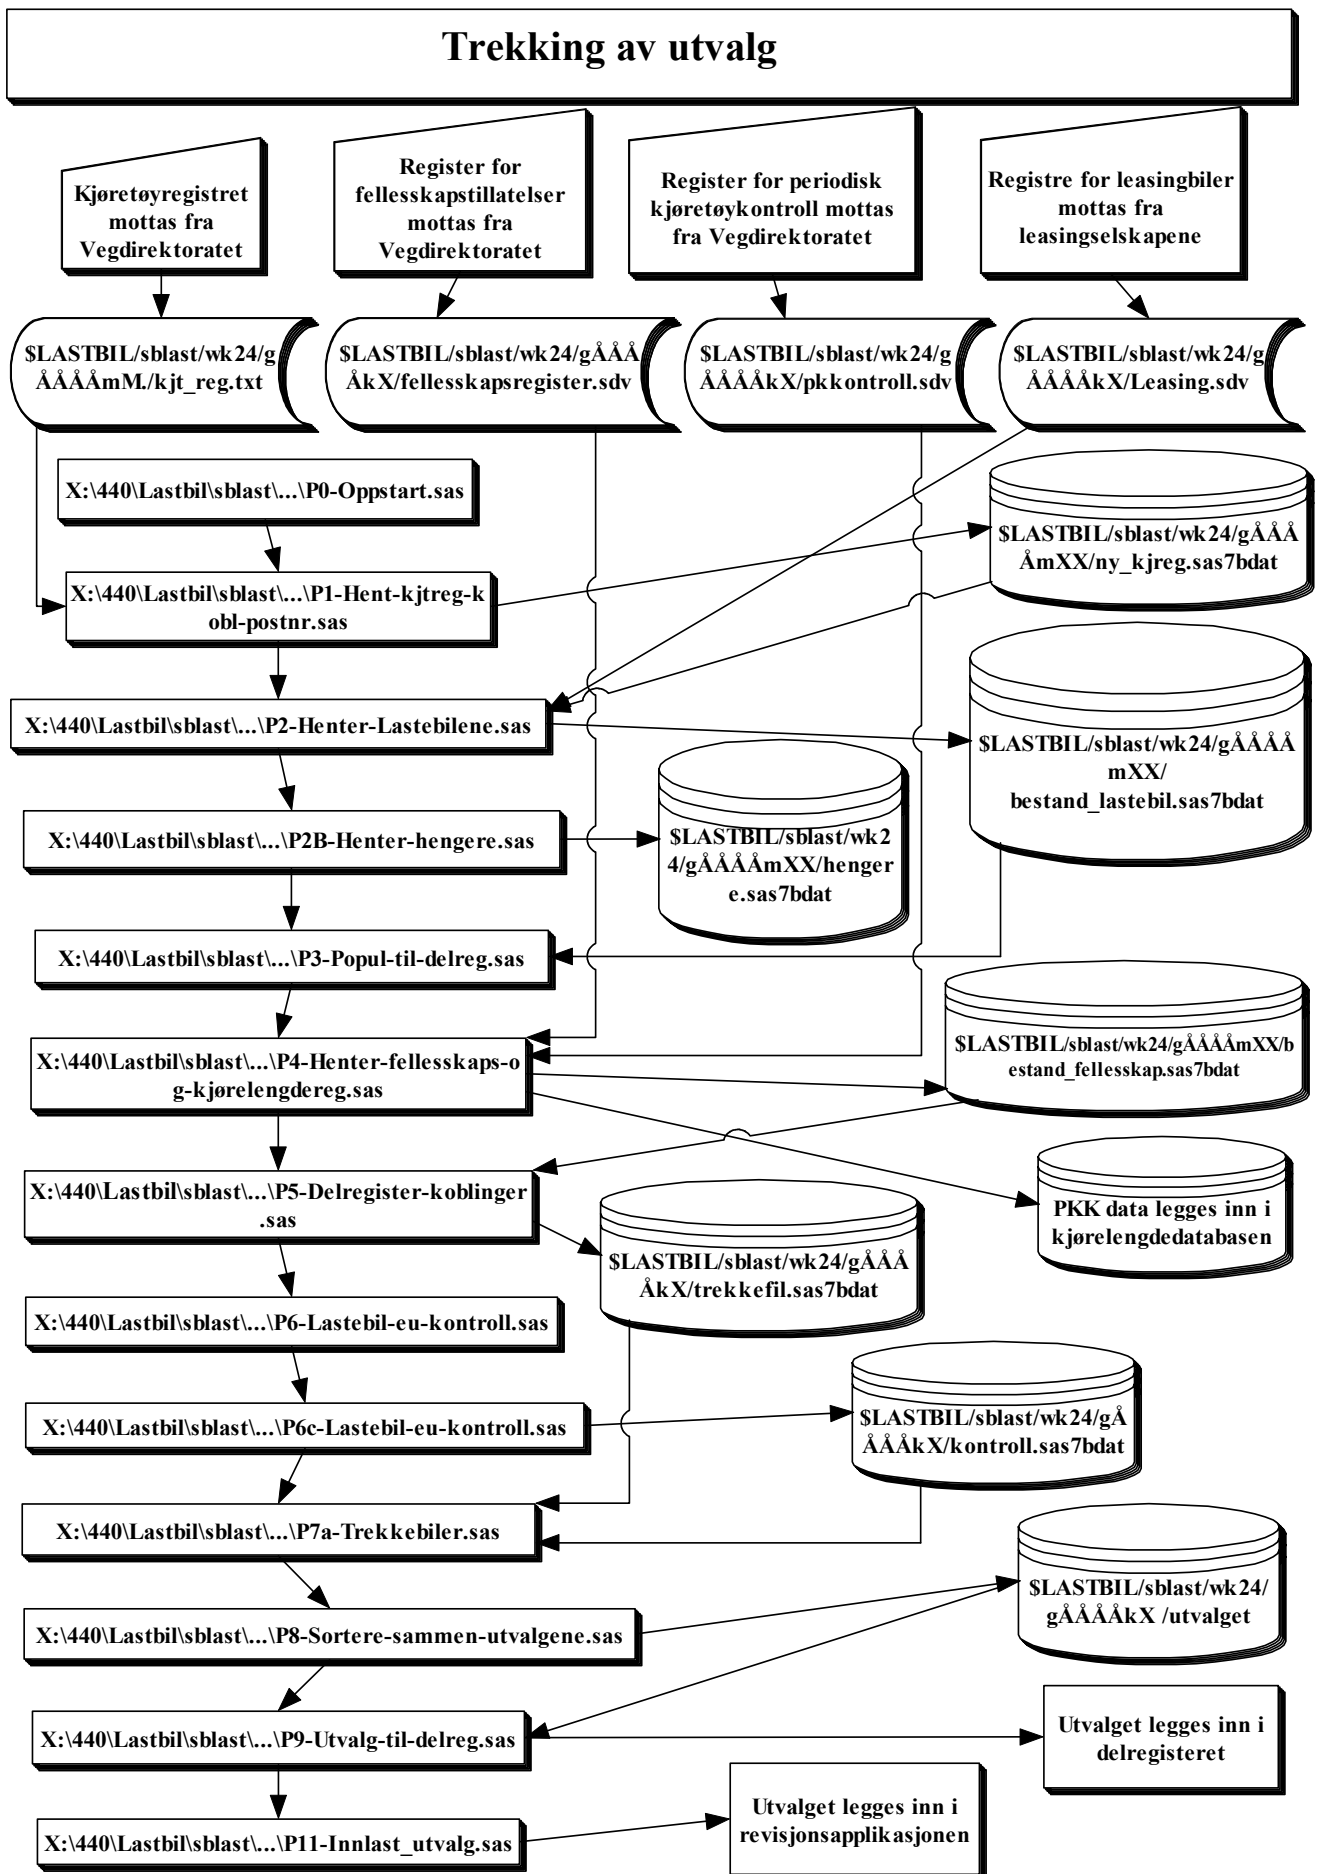 Trekking av utvalg
Kjøretøyregistret
mottas fra
Vegdirektoratet
Register for
fellesskapstillatelser
mottas fra
Vegdirektoratet
Register for periodisk
kjøretøykontroll mottas
fra Vegdirektoratet
Registre for leasingbiler
mottas fra
leasingselskapene
$LASTBIL/sblast/wk24/g
ÅÅÅÅmM./kjt_reg.txt
$LASTBIL/sblast/wk24/gÅÅÅ
ÅkX/fellesskapsregister.sdv
$LASTBIL/sblast/wk24/g
ÅÅÅÅkX/pkkontroll.sdv
$LASTBIL/sblast/wk24/g
ÅÅÅÅkX/Leasing.sdv
X:\440\Lastbil\sblast\...\P0-Oppstart.sas
$LASTBIL/sblast/wk24/gÅÅÅ
ÅmXX/ny_kjreg.sas7bdat
X:\440\Lastbil\sblast\...\P1-Hent-kjtreg-k
obl-postnr.sas
X:\440\Lastbil\sblast\...\P2-Henter-Lastebilene.sas
$LASTBIL/sblast/wk24/gÅÅÅÅ
mXX/
bestand_lastebil.sas7bdat
X:\440\Lastbil\sblast\...\P2B-Henter-hengere.sas
$LASTBIL/sblast/wk2
4/gÅÅÅÅmXX/henger
e.sas7bdat
X:\440\Lastbil\sblast\...\P3-Popul-til-delreg.sas
X:\440\Lastbil\sblast\...\P4-Henter-fellesskaps-o
g-kjørelengdereg.sas
$LASTBIL/sblast/wk24/gÅÅÅÅmXX/b
estand_fellesskap.sas7bdat
X:\440\Lastbil\sblast\...\P5-Delregister-koblinger
.sas
PKK data legges inn i
kjørelengdedatabasen
$LASTBIL/sblast/wk24/gÅÅÅ
ÅkX/trekkefil.sas7bdat
X:\440\Lastbil\sblast\...\P6-Lastebil-eu-kontroll.sas
X:\440\Lastbil\sblast\...\P6c-Lastebil-eu-kontroll.sas
$LASTBIL/sblast/wk24/gÅ
ÅÅÅkX/kontroll.sas7bdat
X:\440\Lastbil\sblast\...\P7a-Trekkebiler.sas
$LASTBIL/sblast/wk24/
gÅÅÅÅkX /utvalget
X:\440\Lastbil\sblast\...\P8-Sortere-sammen-utvalgene.sas
X:\440\Lastbil\sblast\...\P9-Utvalg-til-delreg.sas
Utvalget legges inn i
delregisteret
X:\440\Lastbil\sblast\...\P11-Innlast_utvalg.sas
Utvalget legges inn i
revisjonsapplikasjonen